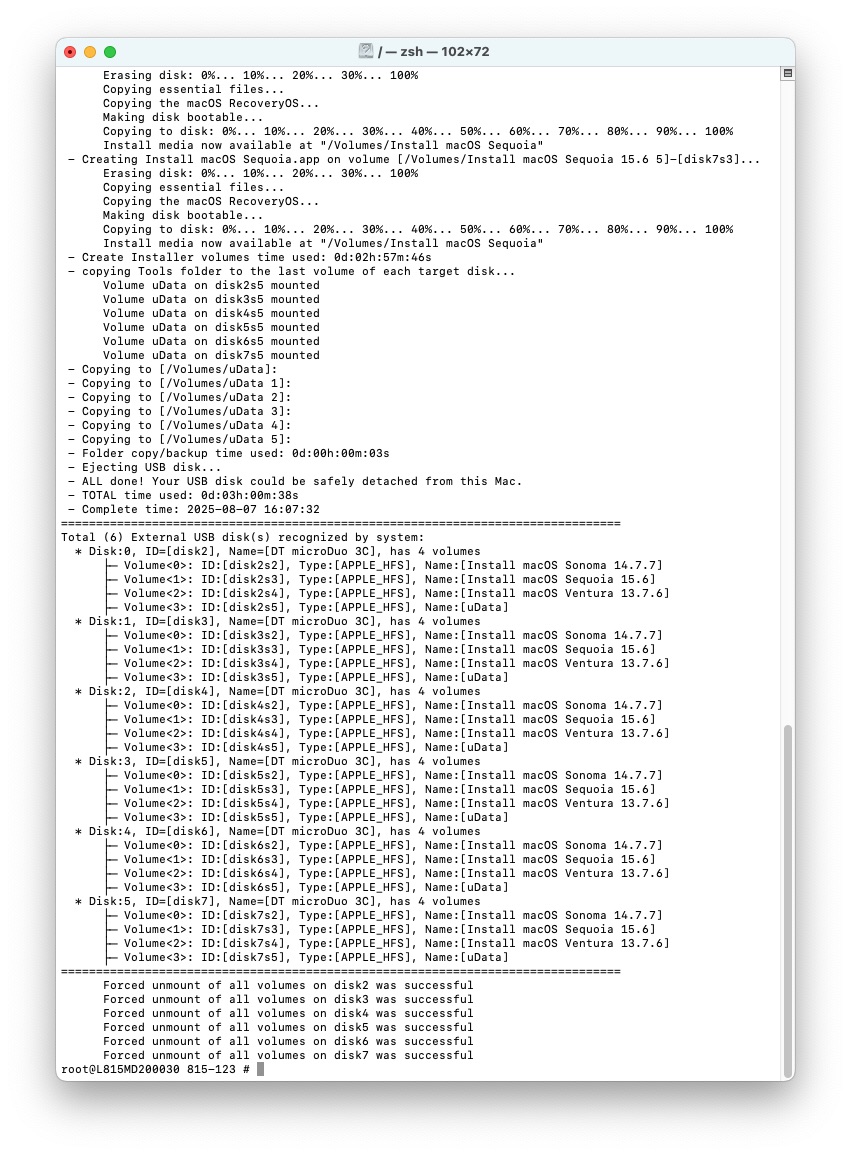 / — zsh — 102×72
Erasing disk: 0%... 10%... 20%... 30%... 100%
Copying essential files...
Copying the macOS RecoveryOS...
Making disk bootable...
Copying to disk: 0%... 10%... 20%... 30%... 40%... 50%... 60%... 70%... 80%... 90%... 100%
Install media now available at "/Volumes/Install macOS Sequoia"
- Creating Install macOS Sequoia.app on volume [/Volumes/Install macOS Sequoia 15.6 5]-[disk7s3]...
Erasing disk: 0%... 10%... 20%... 30%... 100%
Copying essential files...
Copying the macOS RecoveryOS...
Making disk bootable...
Copying to disk: 0%... 10%... 20%... 30%... 40%... 50%... 60%... 70%... 80%... 90%... 100%
Install media now available at "/Volumes/Install macOS Sequoia"
- Create Installer volumes time used: 0d:02h:57m:46s
- copying Tools folder to the last volume of each target disk...
Volume uData on disk2s5 mounted
Volume uData on disk3s5 mounted
Volume uData on disk4s5 mounted
Volume uData on disk5s5 mounted
Volume uData on disk6s5 mounted
Volume uData on disk7s5 mounted
- Copying to [/Volumes/uData]:
- Copying to [/Volumes/uData 1]:
- Copying to [/Volumes/uData 2]:
- Copying to [/Volumes/uData 3]:
- Copying to [/Volumes/uData 4]:
- Copying to [/Volumes/uData 5]:
- Folder copy/backup time used: 0d:00h:00m:03s
- Ejecting USB disk...
- ALL done! Your USB disk could be safely detached from this Mac.
- TOTAL time used: 0d:03h:00m:38s
- Complete time: 2025-08-07 16:07:32
================================================================================
Total (6) External USB disk(s) recognized by system:
* Disk:0, ID=[disk2], Name=[DT microDuo 3C], has 4 volumes
├─ Volume<0>: ID:[disk2s2], Type:[APPLE_HFS], Name:[Install macOS Sonoma 14.7.7]
├─ Volume<1>: ID:[disk2s3], Type:[APPLE_HFS], Name:[Install macOS Sequoia 15.6]
├─ Volume<2>: ID:[disk2s4], Type:[APPLE_HFS], Name:[Install macOS Ventura 13.7.6]
├─ Volume<3>: ID:[disk2s5], Type:[APPLE_HFS], Name:[uData]
* Disk:1, ID=[disk3], Name=[DT microDuo 3C], has 4 volumes
├─ Volume<0>: ID:[disk3s2], Type:[APPLE_HFS], Name:[Install macOS Sonoma 14.7.7]
├─ Volume<1>: ID:[disk3s3], Type:[APPLE_HFS], Name:[Install macOS Sequoia 15.6]
├─ Volume<2>: ID:[disk3s4], Type:[APPLE_HFS], Name:[Install macOS Ventura 13.7.6]
├─ Volume<3>: ID:[disk3s5], Type:[APPLE_HFS], Name:[uData]
* Disk:2, ID=[disk4], Name=[DT microDuo 3C], has 4 volumes
├─ Volume<0>: ID:[disk4s2], Type:[APPLE_HFS], Name:[Install macOS Sonoma 14.7.7]
├─ Volume<1>: ID:[disk4s3], Type:[APPLE_HFS], Name:[Install macOS Sequoia 15.6]
├─ Volume<2>: ID:[disk4s4], Type:[APPLE_HFS], Name:[Install macOS Ventura 13.7.6]
├─ Volume<3>: ID:[disk4s5], Type:[APPLE_HFS], Name:[uData]
* Disk:3, ID=[disk5], Name=[DT microDuo 3C], has 4 volumes
├─ Volume<0>: ID:[disk5s2], Type:[APPLE_HFS], Name:[Install macOS Sonoma 14.7.7]
├─ Volume<1>: ID:[disk5s3], Type:[APPLE_HFS], Name:[Install macOS Sequoia 15.6]
├─ Volume<2>: ID:[disk5s4], Type:[APPLE_HFS], Name:[Install macOS Ventura 13.7.6]
├─ Volume<3>: ID:[disk5s5], Type:[APPLE_HFS], Name:[uData]
* Disk:4, ID=[disk6], Name=[DT microDuo 3C], has 4 volumes
├─ Volume<0>: ID:[disk6s2], Type:[APPLE_HFS], Name:[Install macOS Sonoma 14.7.7]
├─ Volume<1>: ID:[disk6s3], Type:[APPLE_HFS], Name:[Install macOS Sequoia 15.6]
├─ Volume<2>: ID:[disk6s4], Type:[APPLE_HFS], Name:[Install macOS Ventura 13.7.6]
├─ Volume<3>: ID:[disk6s5], Type:[APPLE_HFS], Name:[uData]
* Disk:5, ID=[disk7], Name=[DT microDuo 3C], has 4 volumes
├─ Volume<0>: ID:[disk7s2], Type:[APPLE_HFS], Name:[Install macOS Sonoma 14.7.7]
├─ Volume<1>: ID:[disk7s3], Type:[APPLE_HFS], Name:[Install macOS Sequoia 15.6]
├─ Volume<2>: ID:[disk7s4], Type:[APPLE_HFS], Name:[Install macOS Ventura 13.7.6]
├─ Volume<3>: ID:[disk7s5], Type:[APPLE_HFS], Name:[uData]
================================================================================
Forced unmount of all volumes on disk2 was successful
Forced unmount of all volumes on disk3 was successful
Forced unmount of all volumes on disk4 was successful
Forced unmount of all volumes on disk5 was successful
Forced unmount of all volumes on disk6 was successful
Forced unmount of all volumes on disk7 was successful
root@L815MD200030 815-123 #